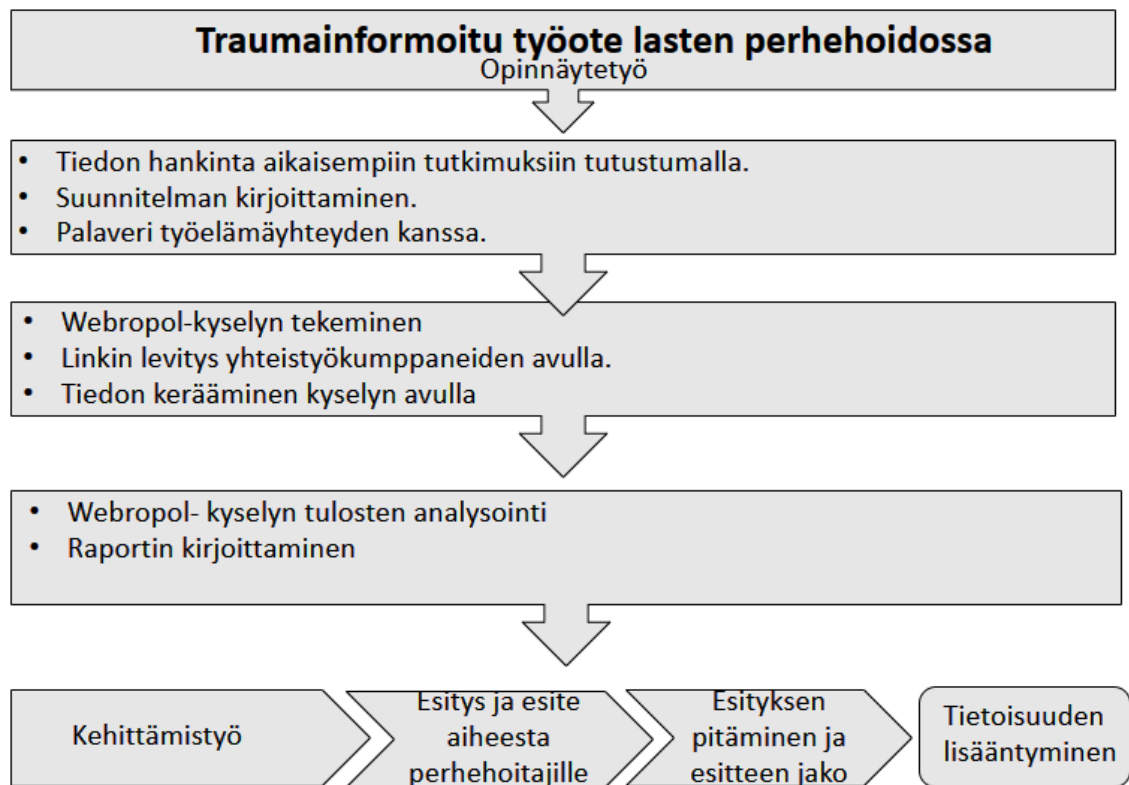 Traumainformoitu työote lasten perhehoidossa
Opinnäytetyö
• Tiedon hankinta aikaisempiin tutkimuksiin tutustumalla.
• Suunnitelman kirjoittaminen.
• Palaveri työelämäyhteyden kanssa.
• Webropol-kyselyn tekeminen
• Linkin levitys yhteistyökumppaneiden avulla.
• Tiedon kerääminen kyselyn avulla
• Webropol- kyselyn tulosten analysointi
• Raportin kirjoittaminen
Kehittämistyö
Esitys ja esite
aiheesta
perhehoitajille
Esityksen
pitäminen ja
esitteen jako
Tietoisuuden
lisääntyminen